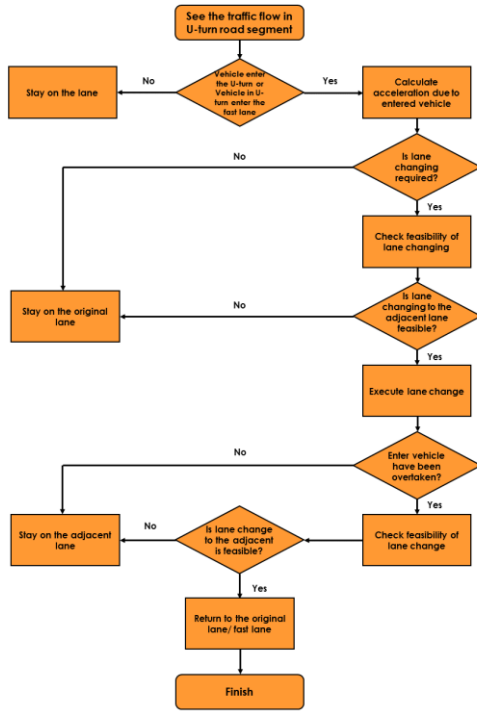 See the traffic flow in
U-turn road segment
No
Vehicle enter
the U-turn or
Vehicle in U-
turn enter the
fast lane
Yes
Stay on the lane
Calculate
acceleration due to
entered vehicle
No
Is lane
changing
required?
Yes
Check feasibility of
lane changing
Stay on the original
lane
No
Is lane
changing to the
adjacent lane
feasible?
Yes
Execute lane change
No
Enter vehicle
have been
overtaken?
Yes
Stay on the adjacent
lane
No
Is lane change
to the adjacent
is feasible?
Check feasibility of
lane change
Yes
Return to the original
lane/ fast lane
Finish